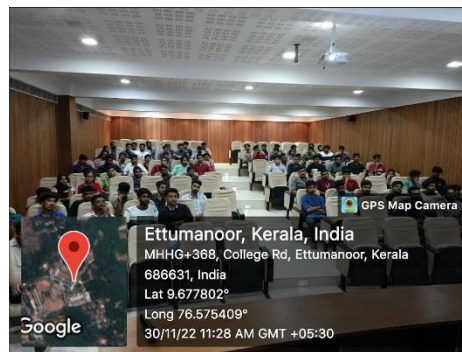 GPS Map Camera
Ettumanoor, Kerala, India
MHHG+368, College Rd, Ettumanoor, Kerala
686631, India
Lat 9.677802°
Long 76.575409°
30/11/22 11:28 AM GMT +05:30
Google